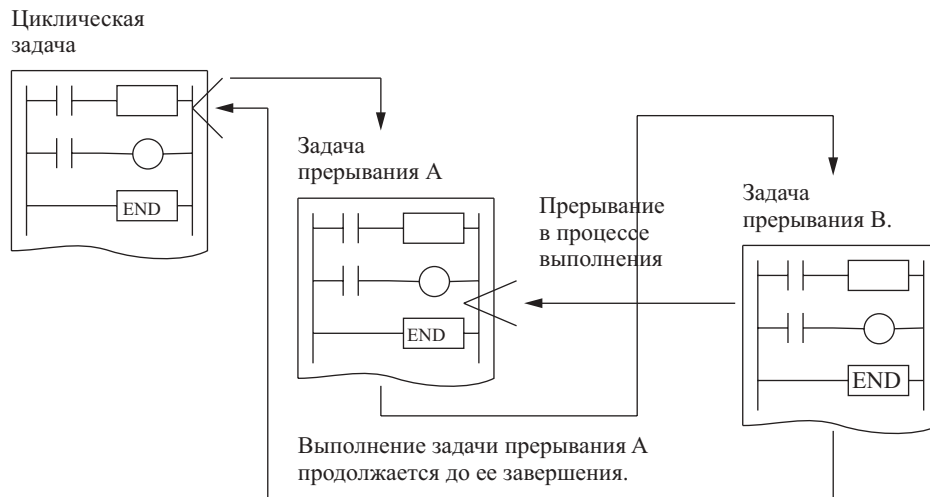 Циклическая
задача
END
Задача
прерывания А
END
Прерывание
в процессе
выполнения
Задача
прерывания В.
END
Выполнение задачи прерывания А
продолжается до ее завершения.